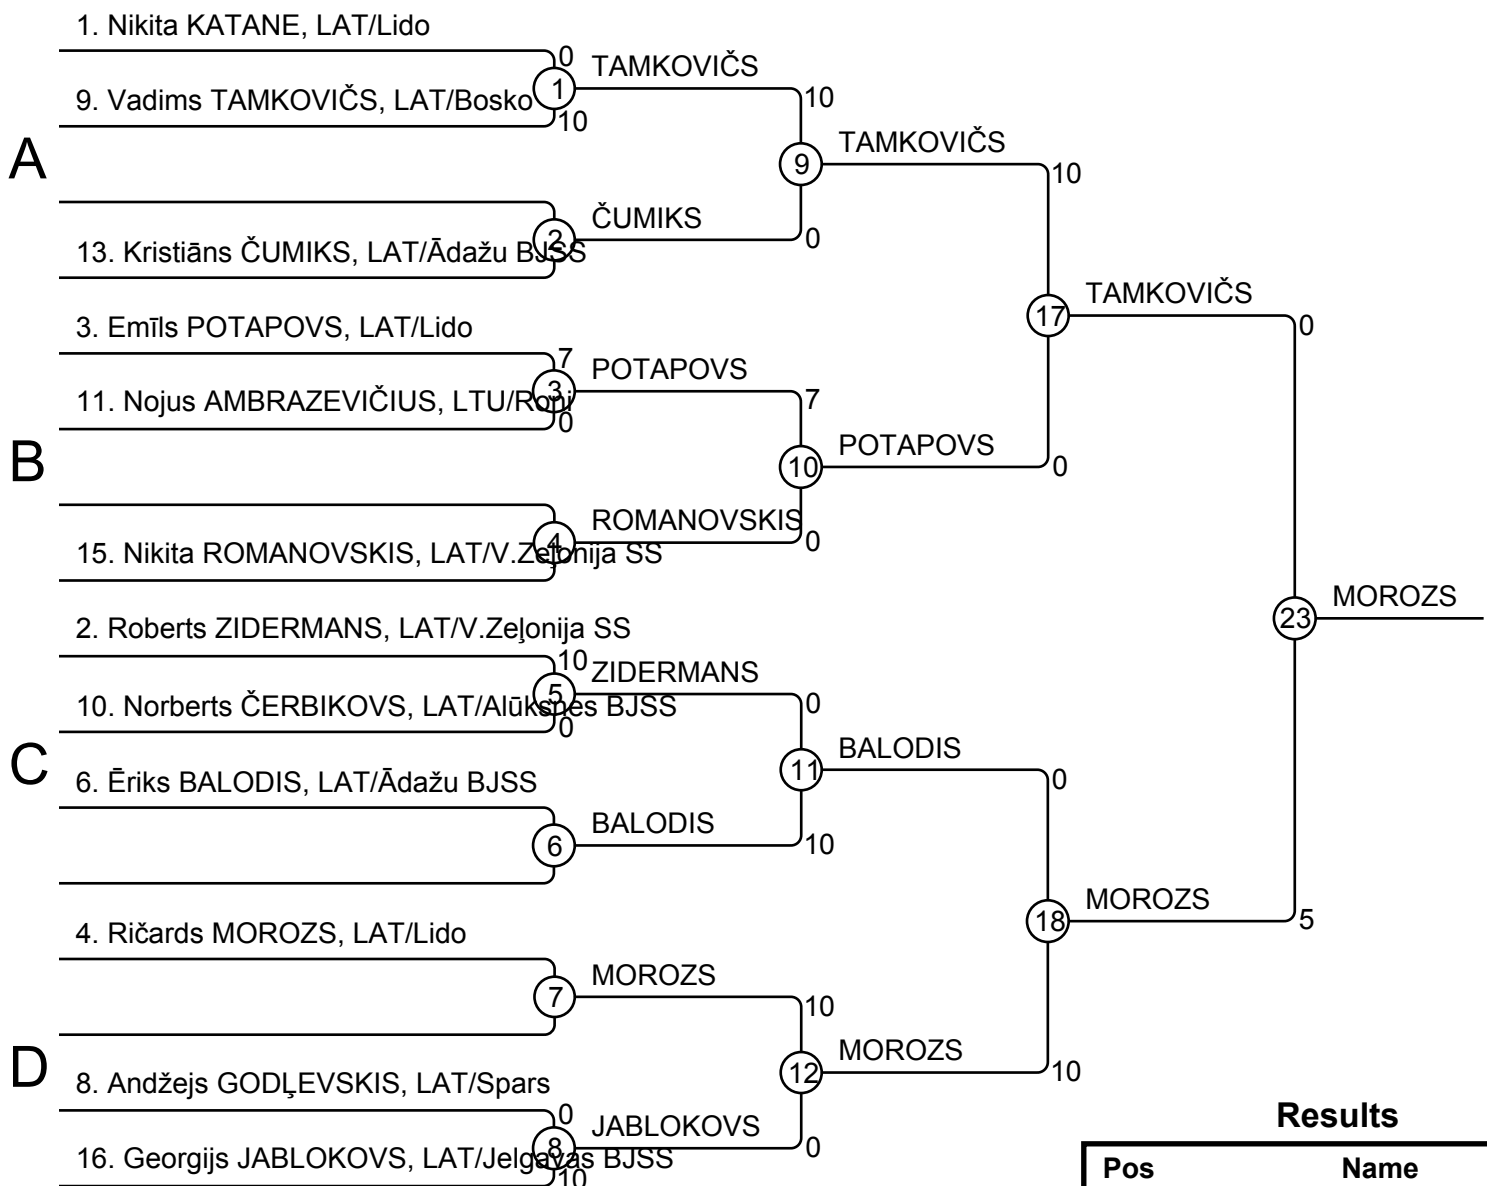 1. Nikita KATANE, LAT/Lido
0
TAMKOVIČS
1
9. Vadims TAMKOVIČS, LAT/Bosko
10
10
A
TAMKOVIČS
9
10
ČUMIKS
2
0
13. Kristiāns ČUMIKS, LAT/Ādažu BJSS
TAMKOVIČS
17
0
3. Emīls POTAPOVS, LAT/Lido
7
POTAPOVS
3
7
11. Nojus AMBRAZEVIČIUS, LTU/Roni
0
B
POTAPOVS
10
0
ROMANOVSKIS
4
0
15. Nikita ROMANOVSKIS, LAT/V.Zeļonija SS
MOROZS
23
2. Roberts ZIDERMANS, LAT/V.Zeļonija SS
10
ZIDERMANS
5
0
10. Norberts ČERBIKOVS, LAT/Alūksnes BJSS
0
C
BALODIS
11
0
6. Ēriks BALODIS, LAT/Ādažu BJSS
BALODIS
6
10
MOROZS
18
5
4. Ričards MOROZS, LAT/Lido
MOROZS
7
10
D
MOROZS
12
10
8. Andžejs GODĻEVSKIS, LAT/Spars
0
JABLOKOVS
8
0
16. Georgijs JABLOKOVS, LAT/Jelgavas BJSS
10
Results
Pos Name